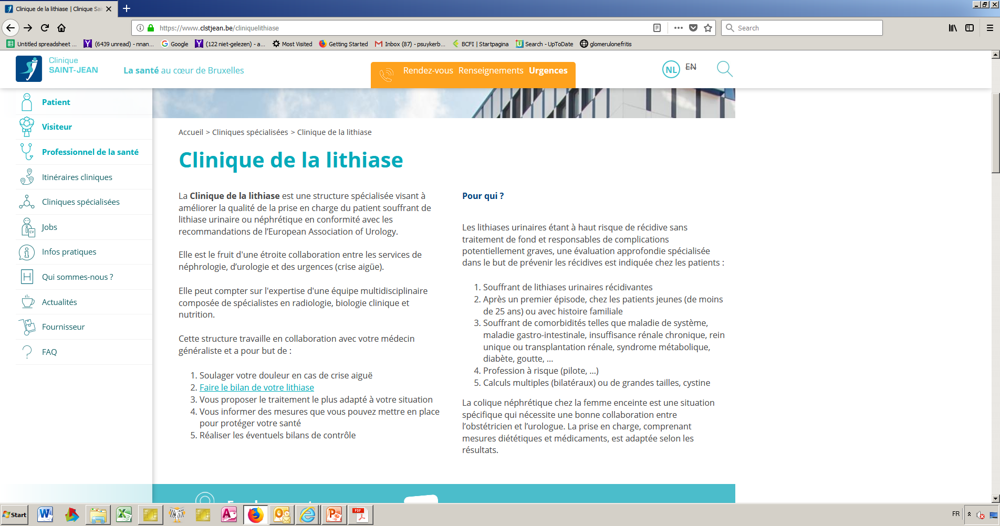 Clinique de la lithiase | Clinique Sai
https://www.clstjean.be/cliniquelithiase
Search
Untitled spreadsheet ...
(6439 unread) - nnan...
Google
(122 niet-gelezen) - a...
Most Visited
Getting Started
Inbox (87) - psuykerb...
BCFI | Startpagina
Search - UpToDate
glomerulonefritis
Clinique
SAINT-JEAN
La santé au cœur de Bruxelles
Rendez-vous Renseignements Urgences
NL
EN
Patient
Visiteur
Professionnel de la santé
Itinéraires cliniques
Cliniques spécialisées
CV
Jobs
Infos pratiques
H
Qui sommes-nous ?
Actualités
Fournisseur
FAQ
Accueil > Cliniques spécialisées > Clinique de la lithiase
Clinique de la lithiase
La Clinique de la lithiase est une structure spécialisée visant à
améliorer la qualité de la prise en charge du patient souffrant de
lithiase urinaire ou néphrétique en conformité avec les
recommandations de l’European Association of Urology.
Elle est le fruit d'une étroite collaboration entre les services de
néphrologie, d’urologie et des urgences (crise aigüe).
Elle peut compter sur l'expertise d'une équipe multidisciplinaire
composée de spécialistes en radiologie, biologie clinique et
nutrition.
Cette structure travaille en collaboration avec votre médecin
généraliste et a pour but de :
1. Soulager votre douleur en cas de crise aiguë
2. Faire le bilan de votre lithiase
3. Vous proposer le traitement le plus adapté à votre situation
4. Vous informer des mesures que vous pouvez mettre en place
pour protéger votre santé
5. Réaliser les éventuels bilans de contrôle
Pour qui ?
Les lithiases urinaires étant à haut risque de récidive sans
traitement de fond et responsables de complications
potentiellement graves, une évaluation approfondie spécialisée
dans le but de prévenir les récidives est indiquée chez les patients :
1. Souffrant de lithiases urinaires récidivantes
2. Après un premier épisode, chez les patients jeunes (de moins
de 25 ans) ou avec histoire familiale
3. Souffrant de comorbidités telles que maladie de système,
maladie gastro-intestinale, insuffisance rénale chronique, rein
unique ou transplantation rénale, syndrome métabolique,
diabète, goutte, ...
4. Profession à risque (pilote, ...)
5. Calculs multiples (bilatéraux) ou de grandes tailles, cystine
La colique néphrétique chez la femme enceinte est une situation
spécifique qui nécessite une bonne collaboration entre
l’obstétricien et l’urologue. La prise en charge, comprenant
mesures diététiques et médicaments, est adaptée selon les
résultats.
Start
PDF
FR